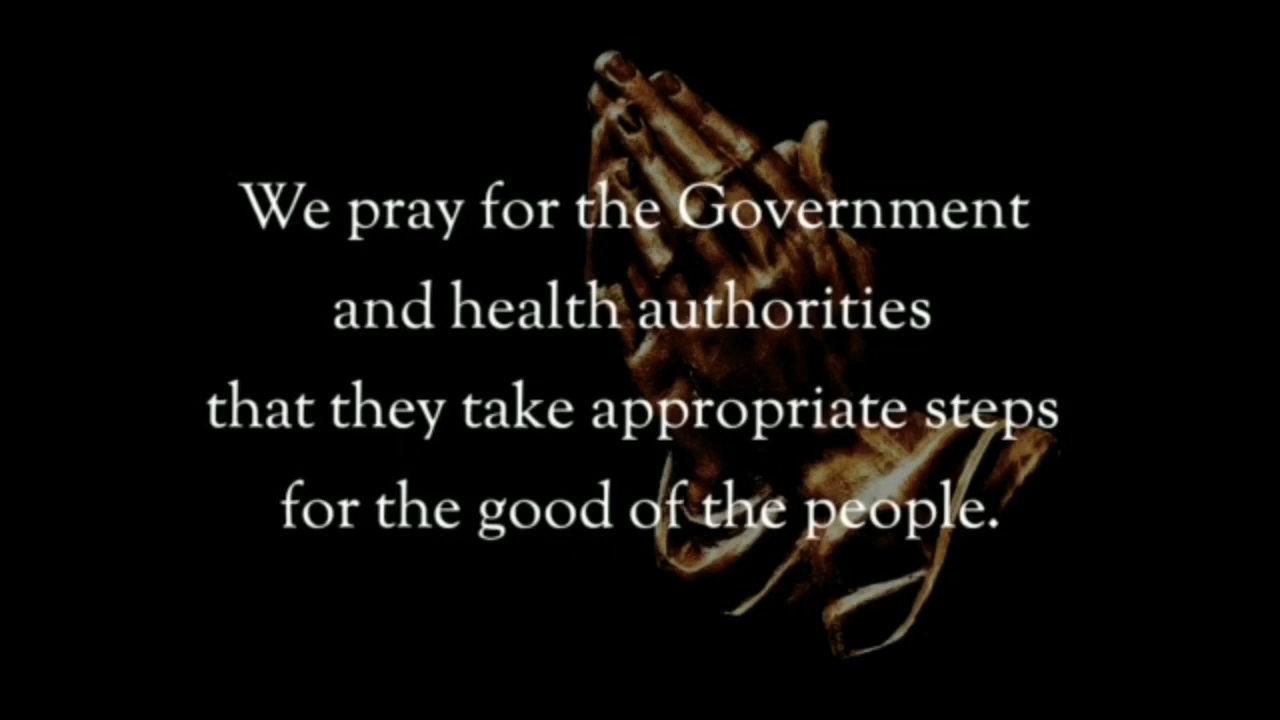 We pray for the Government
and health authorities
that they take appropriate steps
for the good of the people.